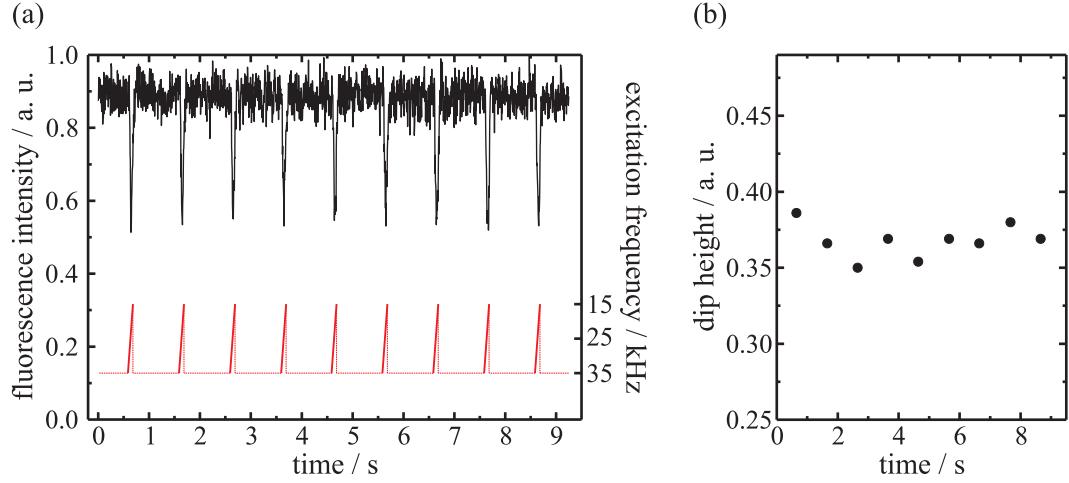 (a)
fluorescence intensity / a. u.
1.0
0.8
0.6
0.4
0.2
0.0
0 1 2 3 4 5 6 7 8 9
time / s
excitation frequency / kHz
15
25
35
(b)
dip height / a. u.
0.45
0.40
0.35
0.30
0.25
2 4 6 8
time / s